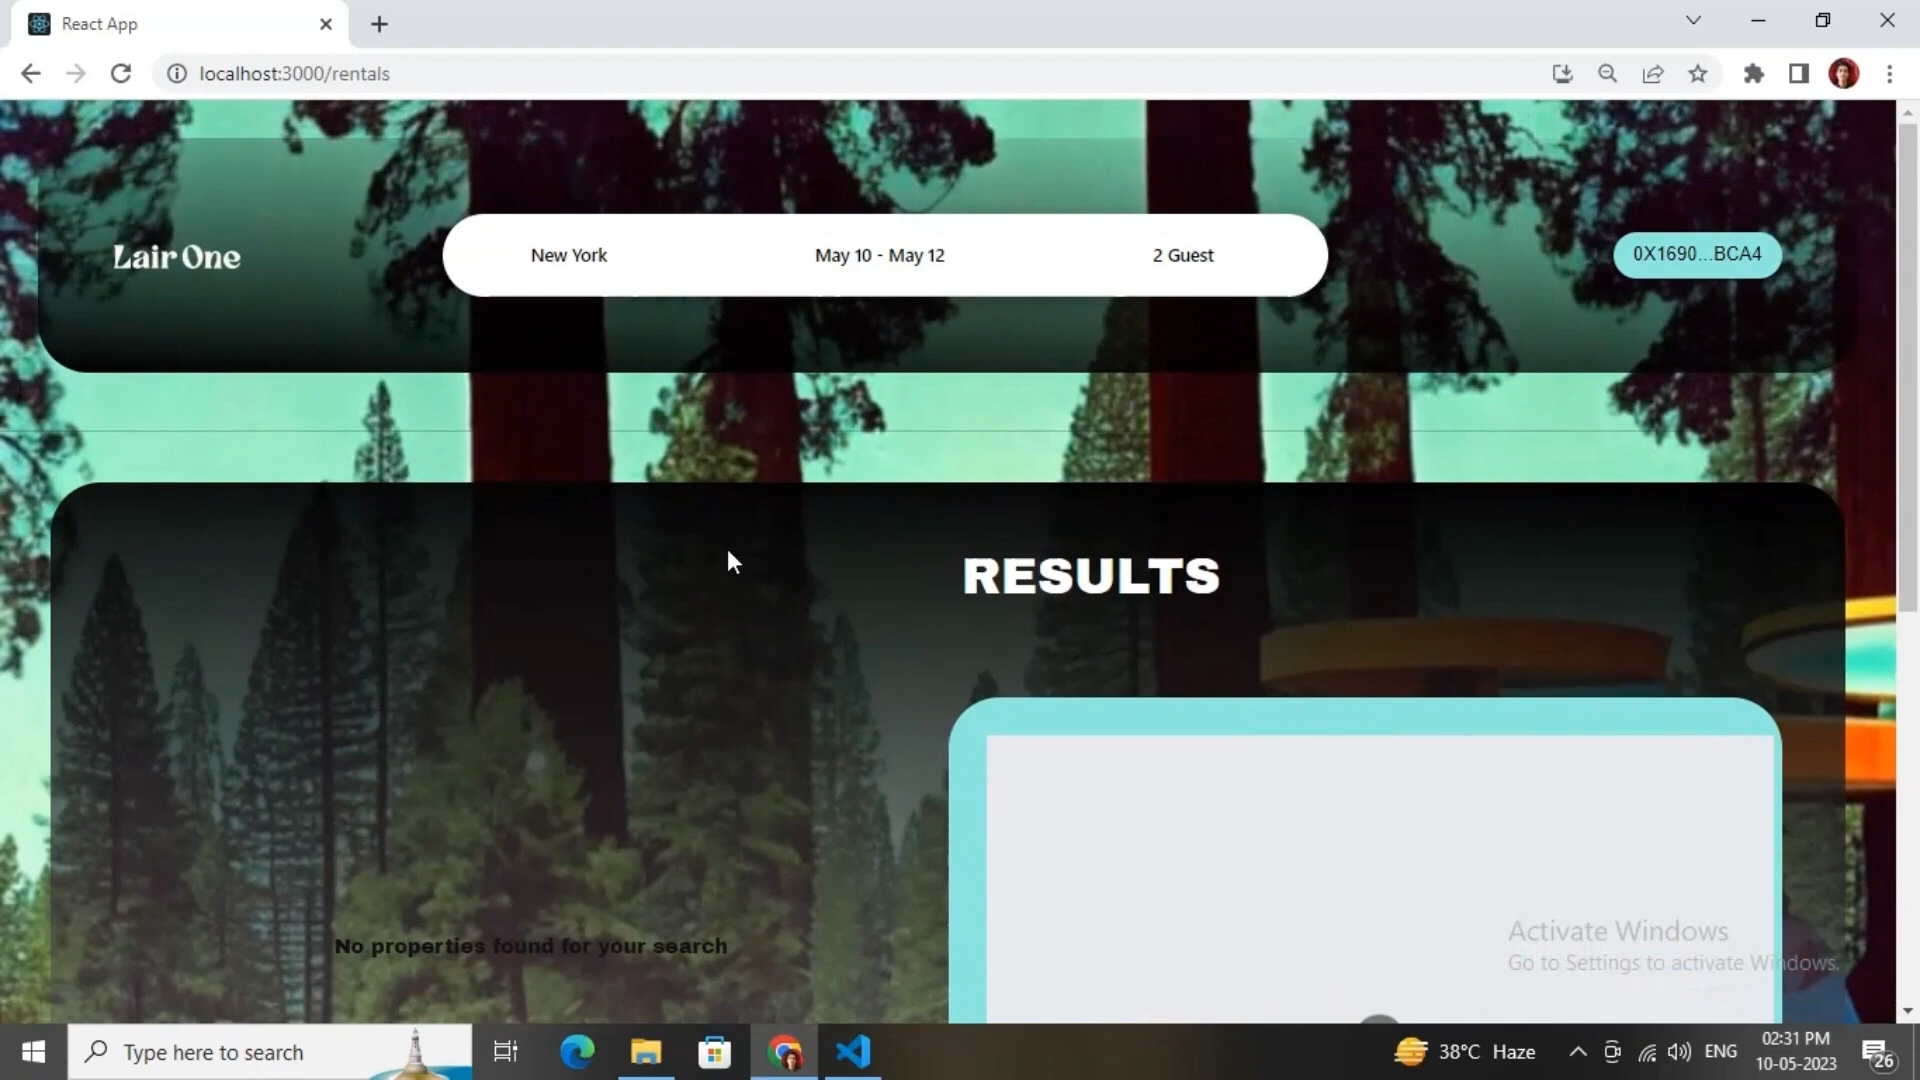 React App
localhost:3000/rentals
Lair One
New York
May 10 - May 12
2 Guest
0X1690...BCA4
RESULTS
No properties found for your search
Activate Windows
Go to Settings to activate Windows.
Type here to search
38°C Haze
ENG
02:31 PM
10-05-2023
26